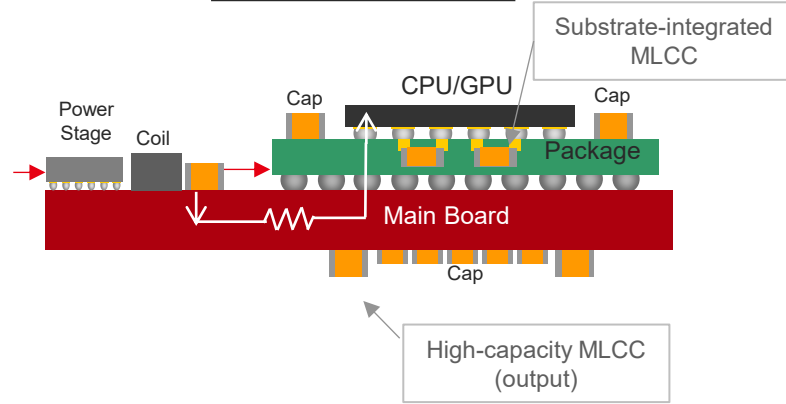 Substrate-integrated
MLCC
CPU/GPU
Cap
Cap
Power
Stage
Coil
Package
Main Board
Cap
High-capacity MLCC
(output)